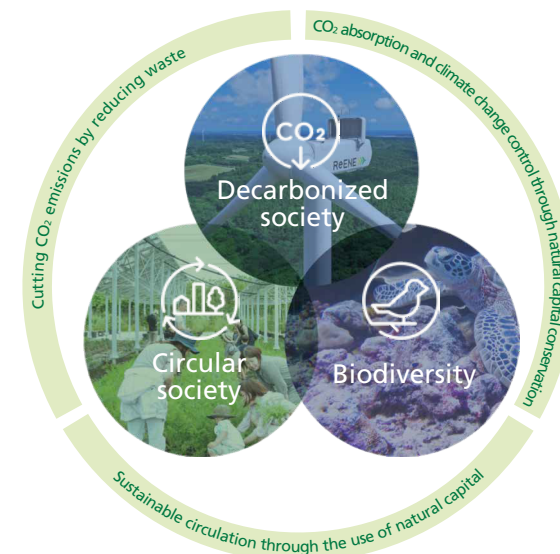 Cutting CO₂ emissions by reducing waste
CO₂ absorption and climate change control through natural capital conservation
CO₂
ReENE
Decarbonized
society
Circular
society
Biodiversity
Sustainable circulation through the use of natural capital